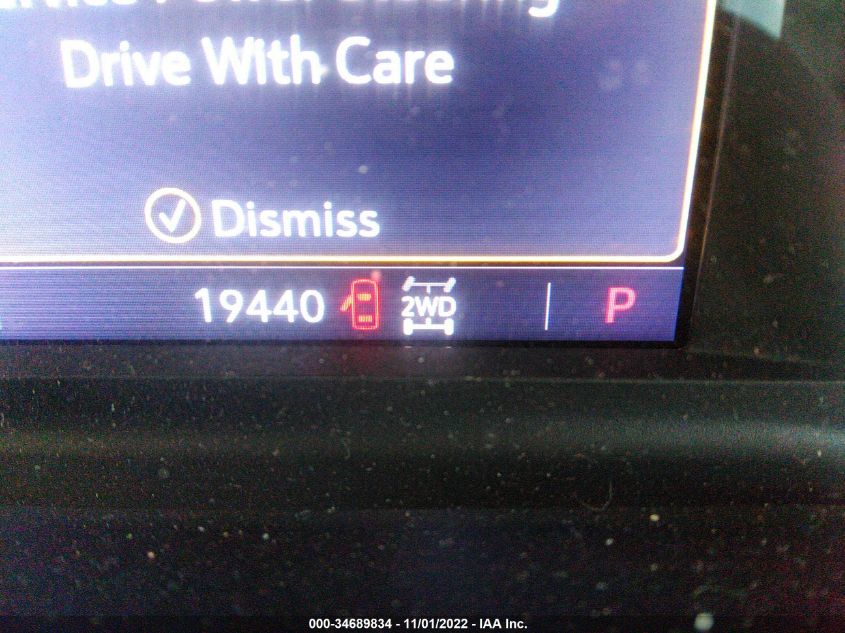 Drive With Care
Dismiss
19440 2WD P
000-34689834 - 11/01/2022 - IAA Inc.